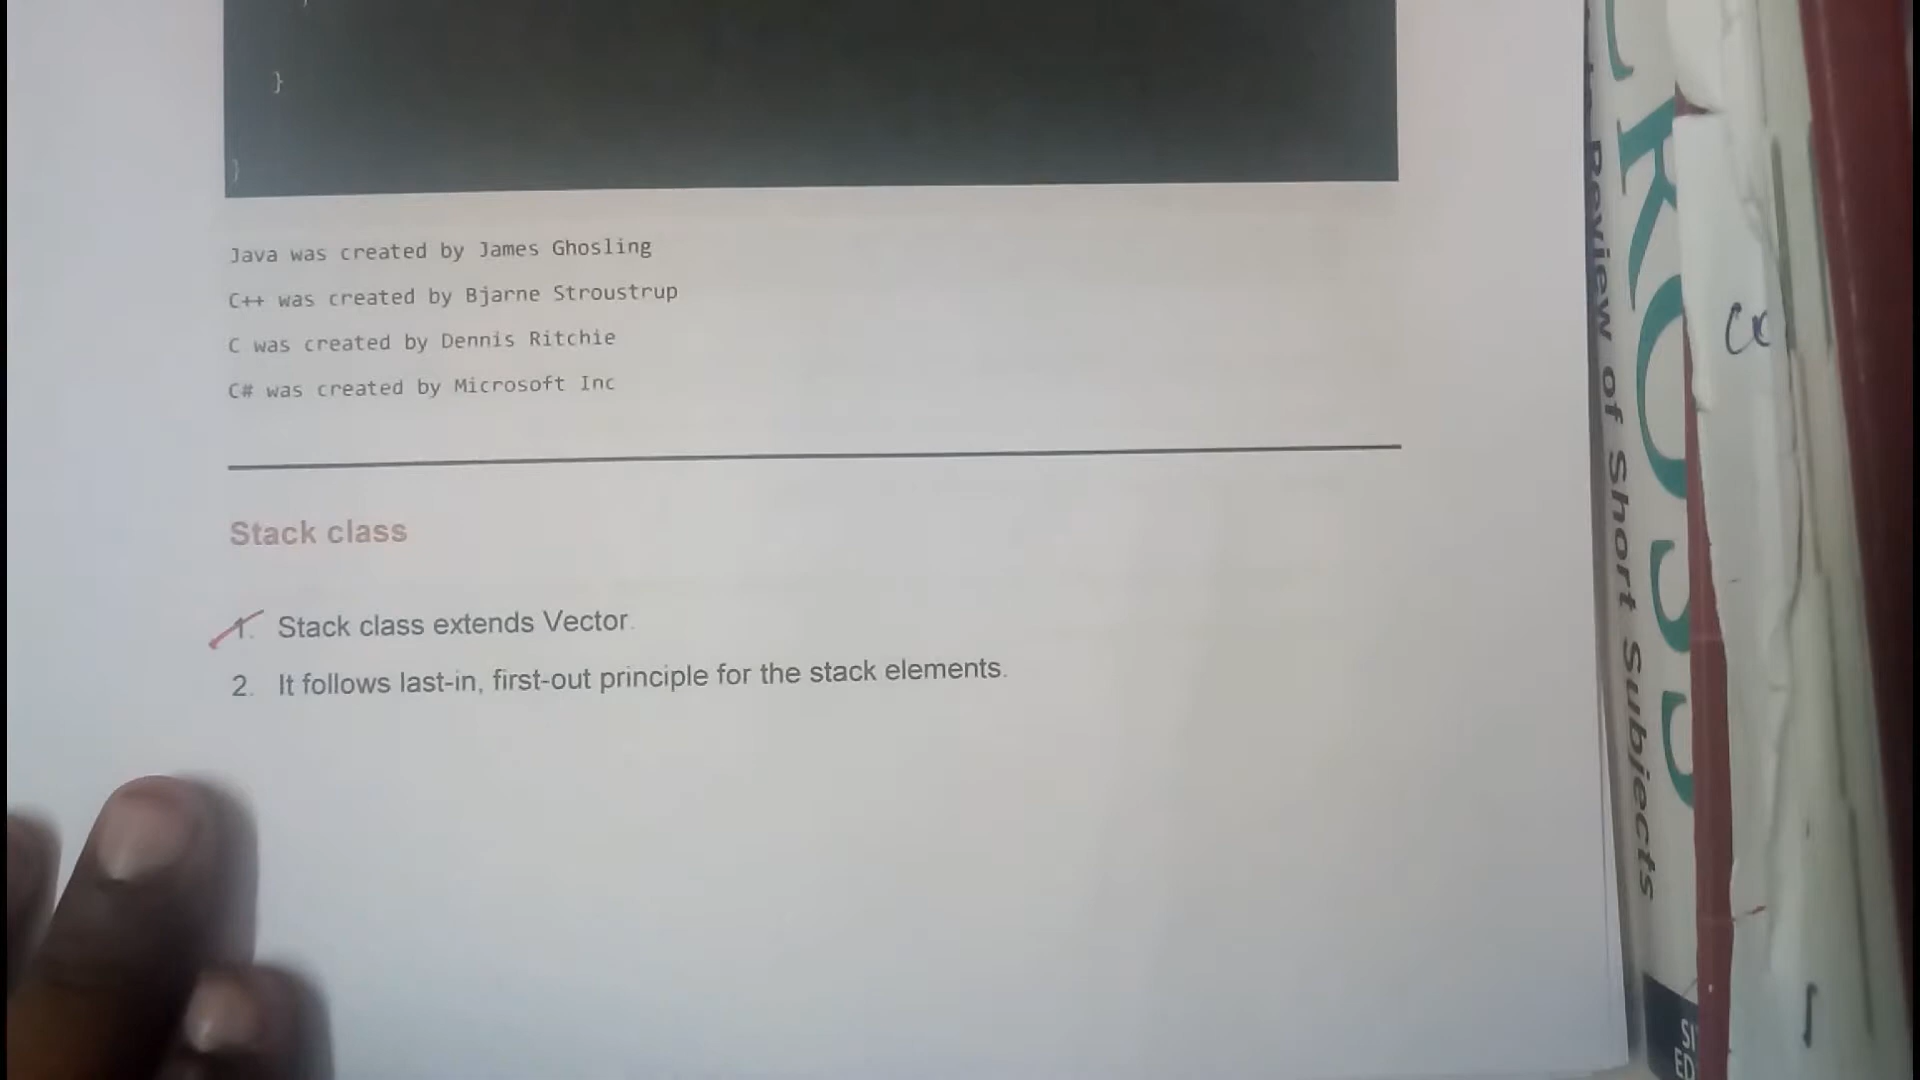 }
}
Java was created by James Ghosling
C++ was created by Bjarne Stroustrup
C was created by Dennis Ritchie
C# was created by Microsoft Inc
Stack class
1. Stack class extends Vector.
2. It follows last-in, first-out principle for the stack elements.
Review of Short Subjects